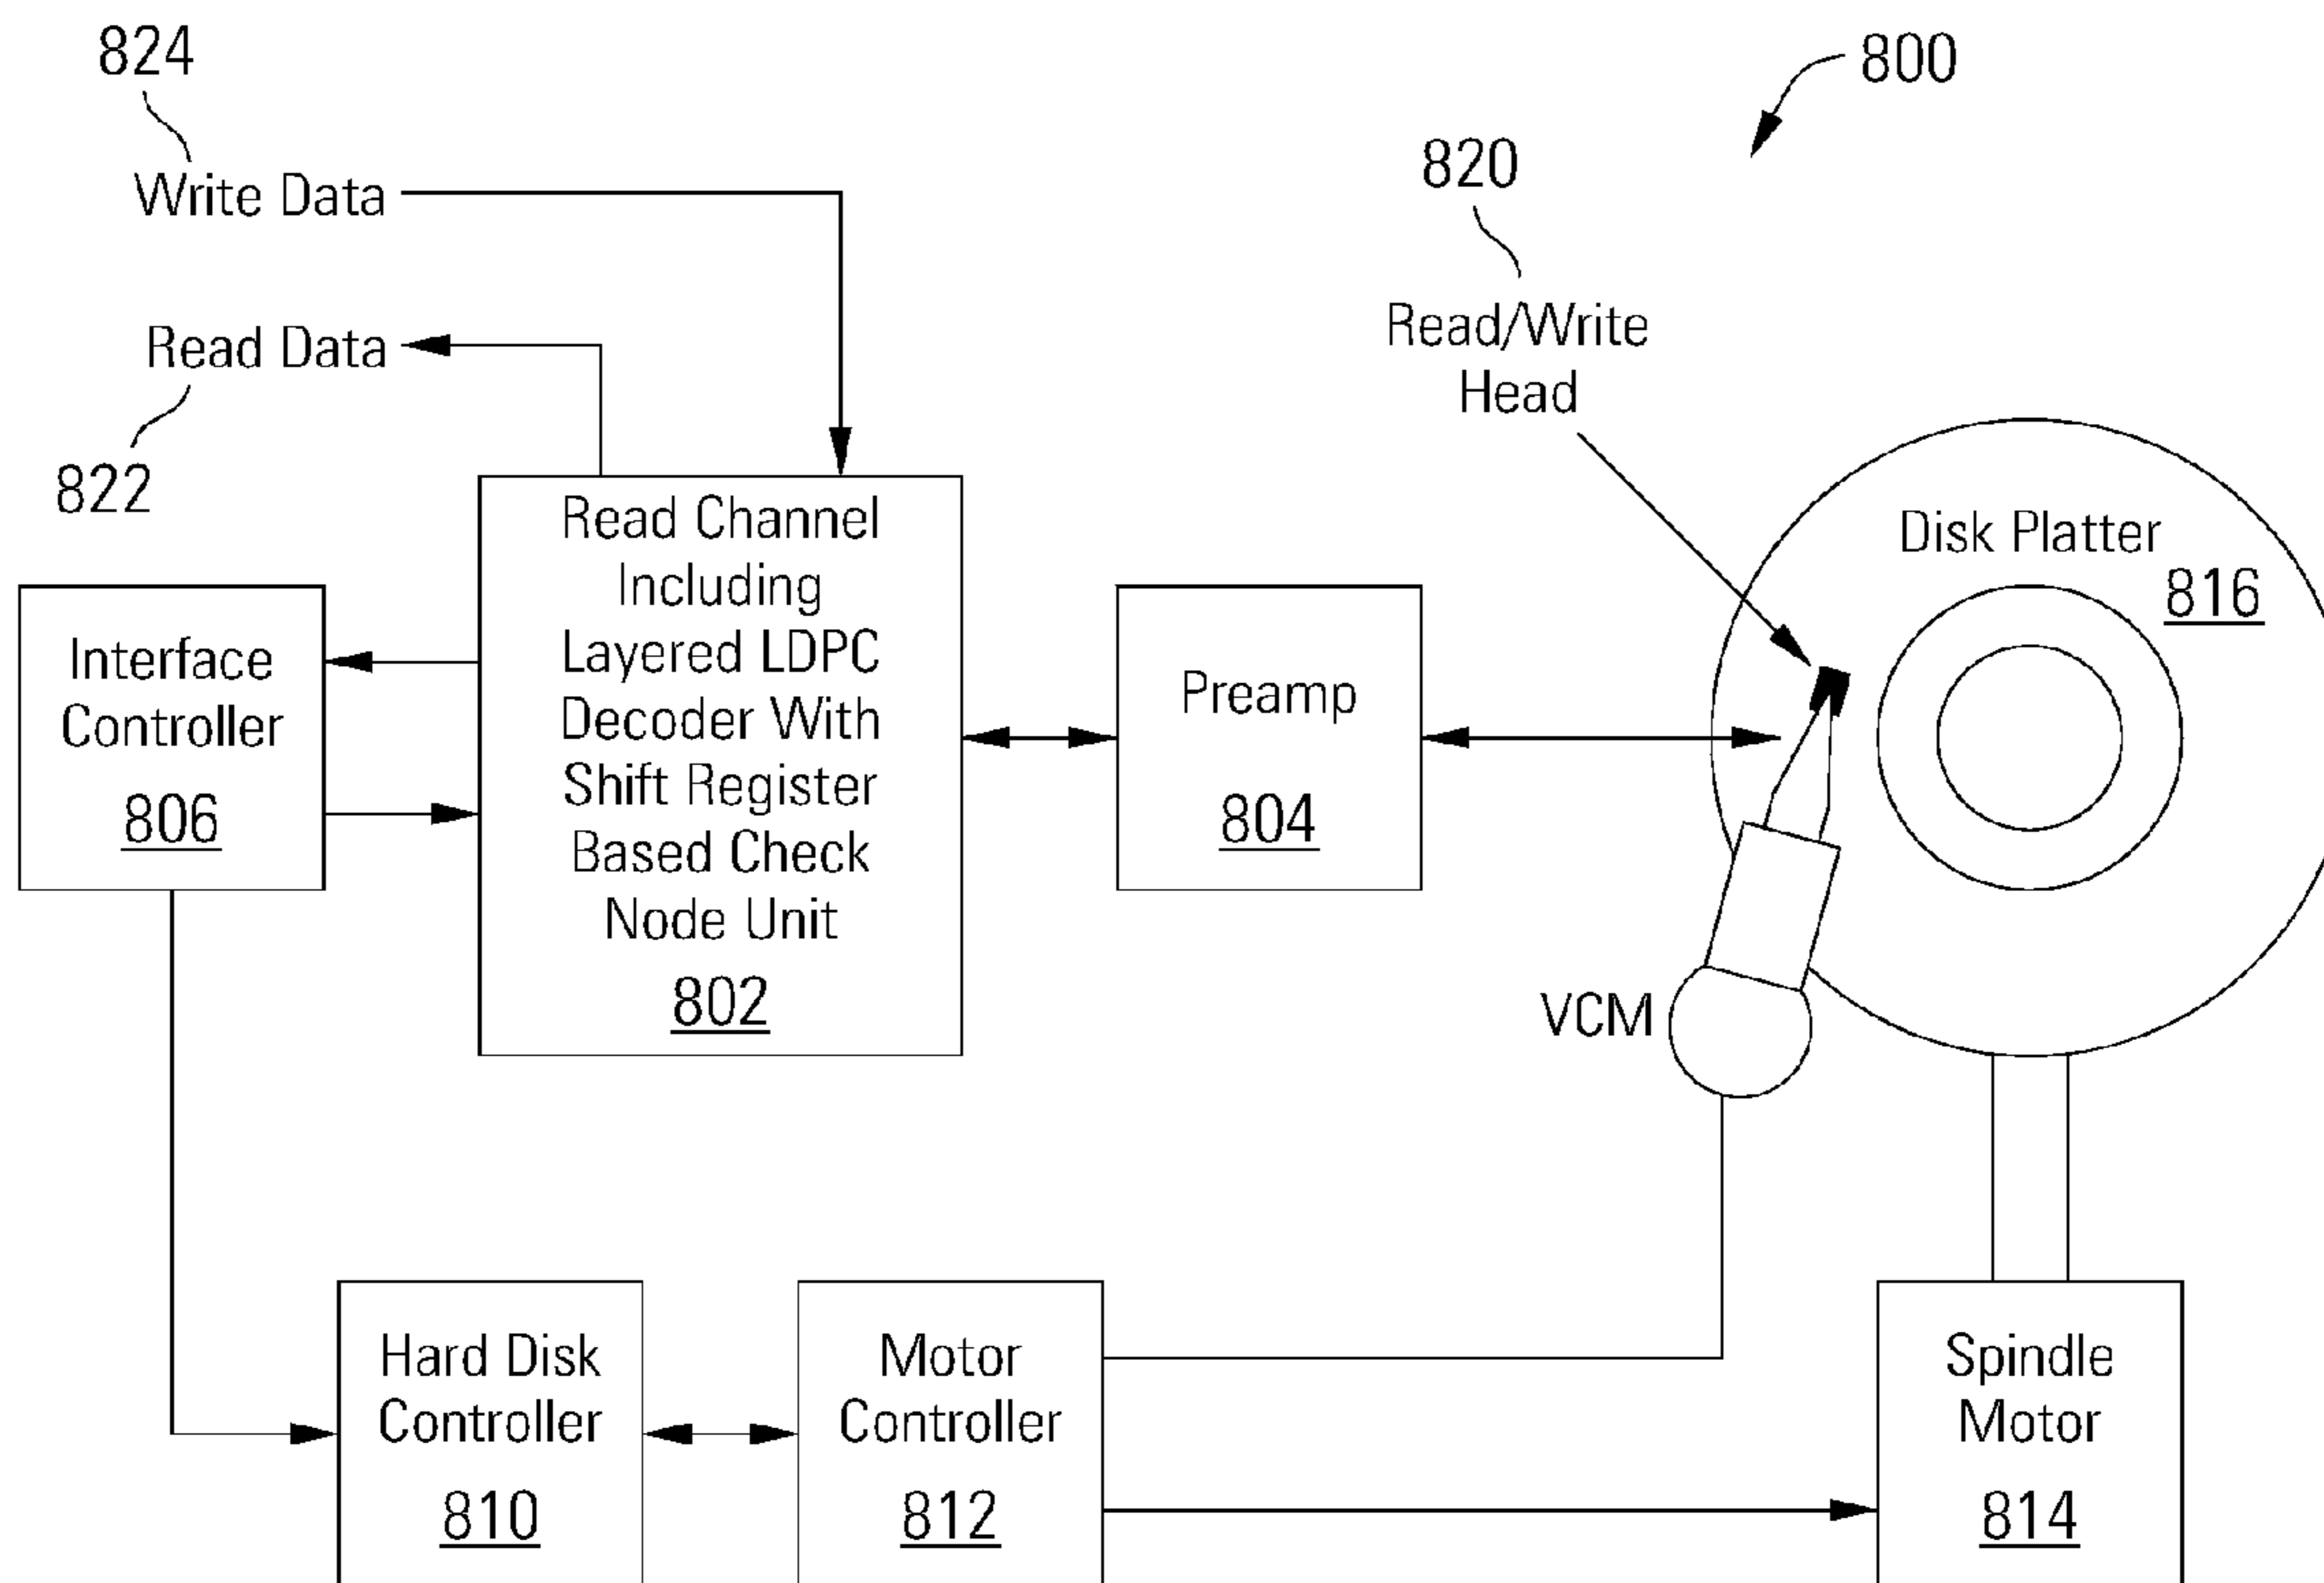 824
Write Data
800
820
Read/Write
Head
Read Data
822
Read Channel
Including
Layered LDPC
Decoder With
Shift Register
Based Check
Node Unit
802
Interface
Controller
806
Preamp
804
Disk Platter
816
VCM
Hard Disk
Controller
810
Motor
Controller
812
Spindle
Motor
814